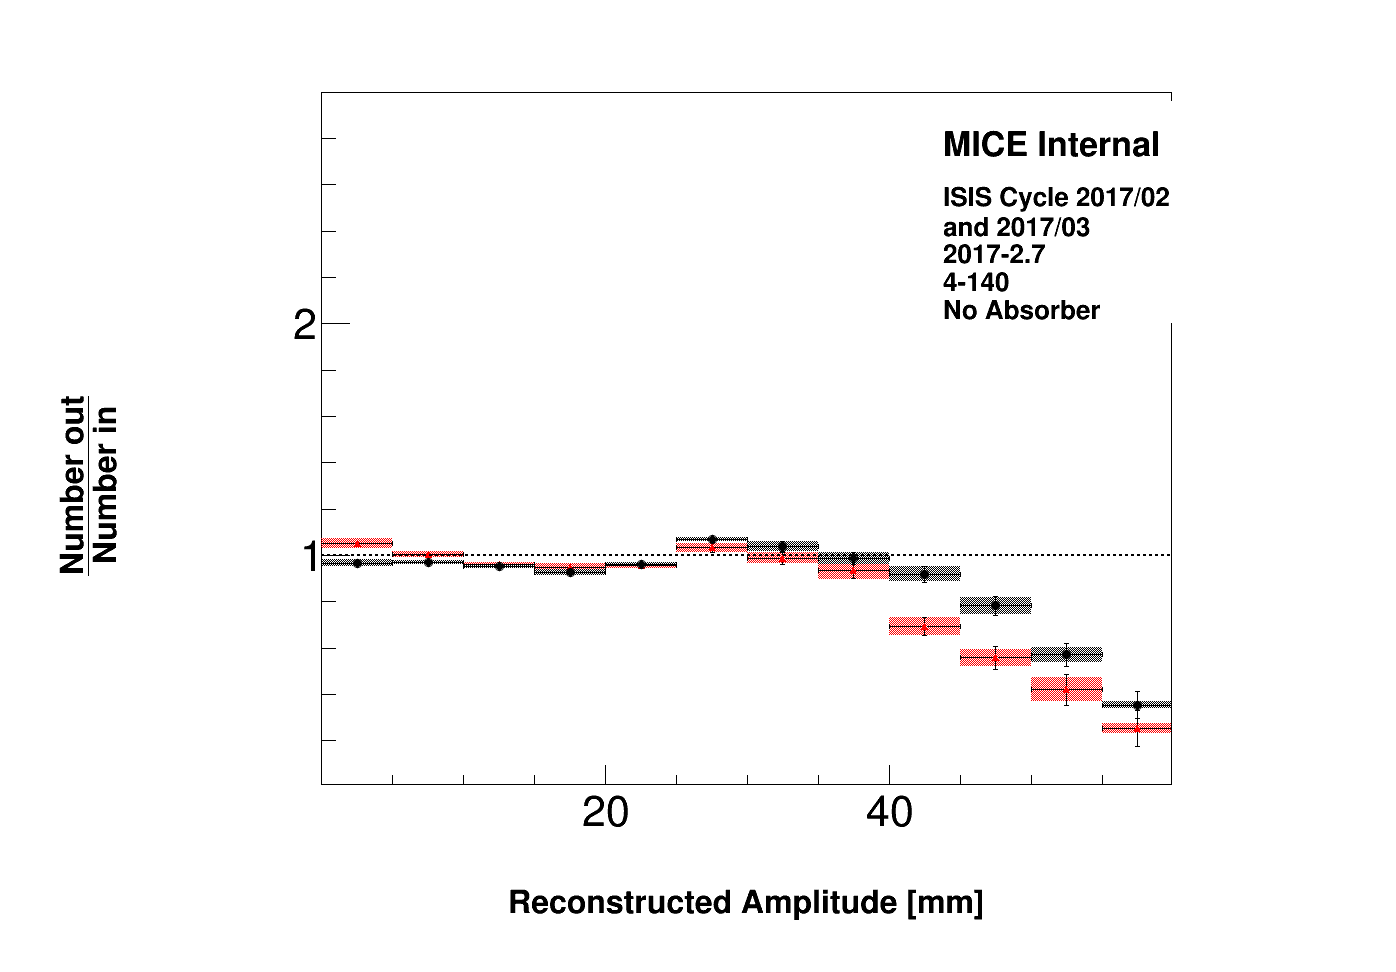 MICE Internal
ISIS Cycle 2017/02
and 2017/03
2017-2.7
4-140
No Absorber
2
1
Number out
Number in
20 40
Reconstructed Amplitude [mm]